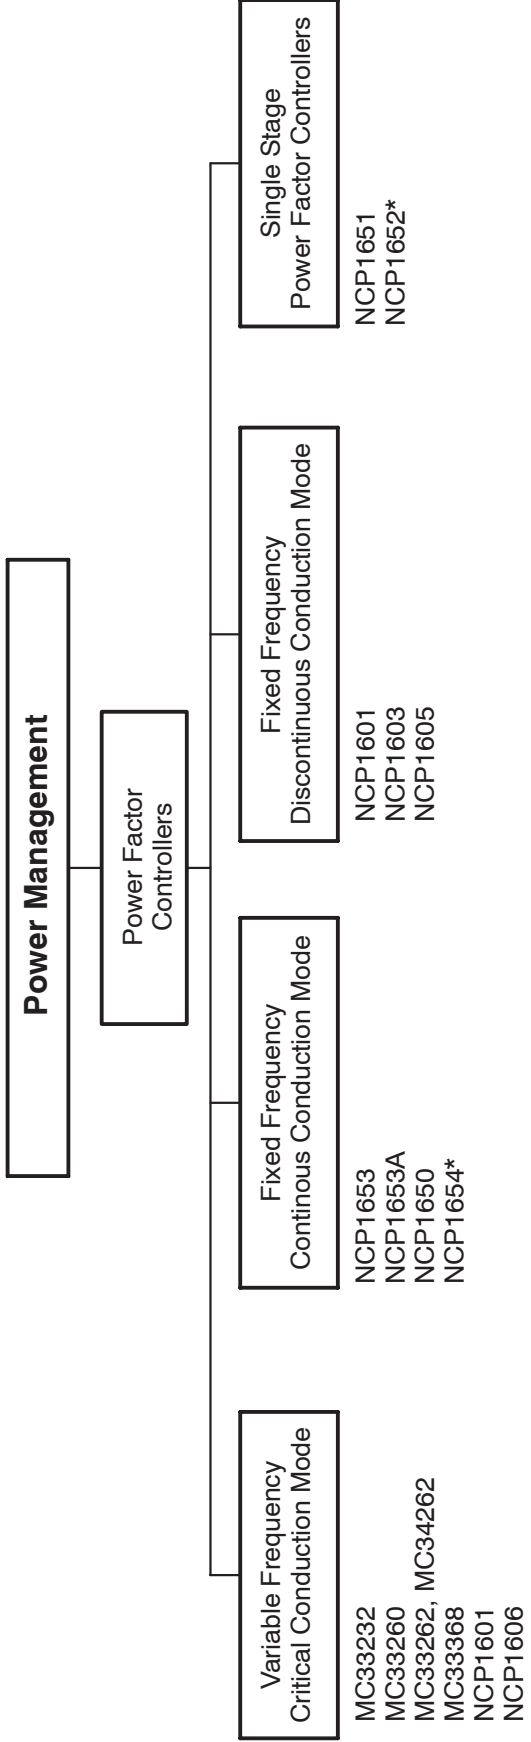 Power Management
Power Factor
Controllers
Variable Frequency
Critical Conduction Mode
MC33232
MC33260
MC33262, MC34262
MC33368
NCP1601
NCP1606
Fixed Frequency
Continous Conduction Mode
NCP1653
NCP1653A
NCP1650
NCP1654*
Fixed Frequency
Discontinuous Conduction Mode
NCP1601
NCP1603
NCP1605
Single Stage
Power Factor Controllers
NCP1651
NCP1652*